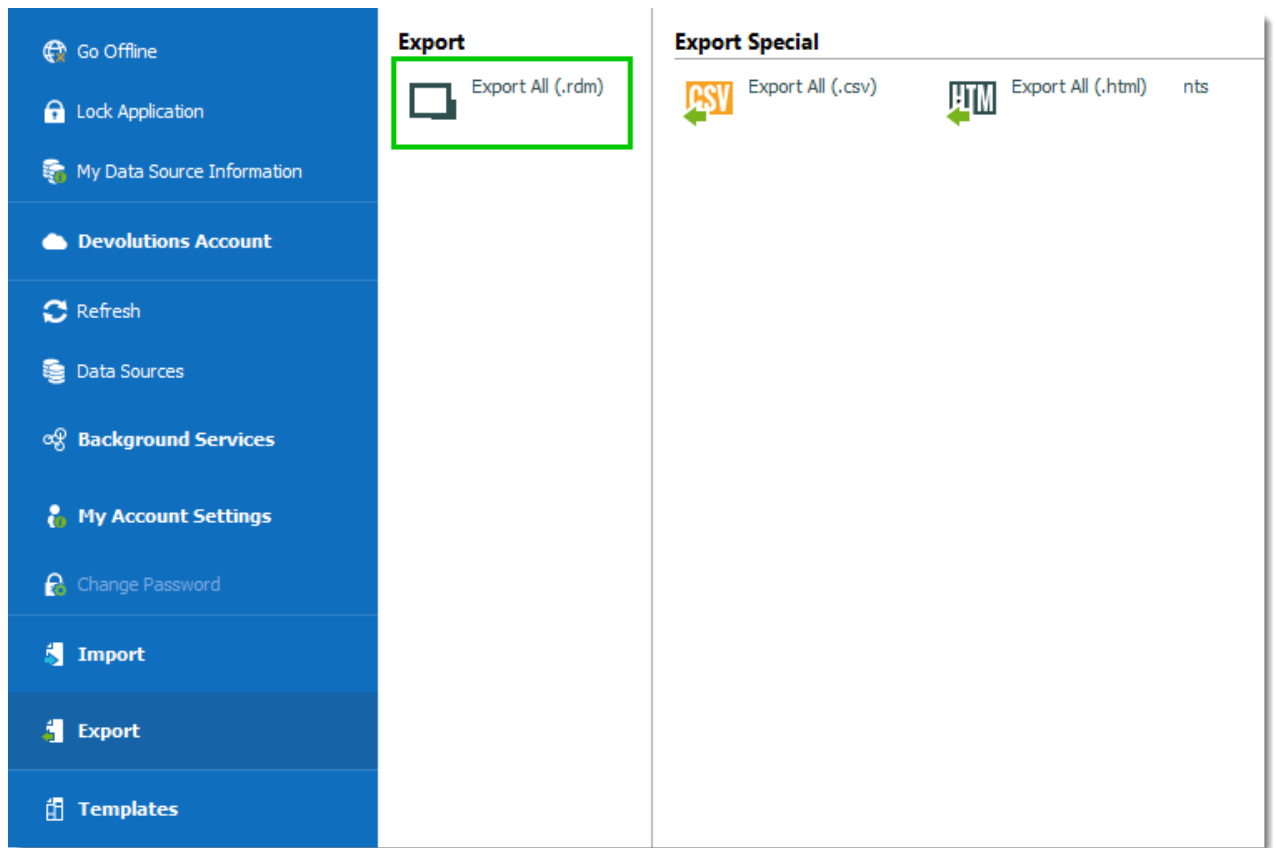 Go Offline
Lock Application
My Data Source Information
Devolutions Account
Refresh
Data Sources
Background Services
My Account Settings
Change Password
Import
Export
Templates
Export
Export All (.rdm)
Export Special
CSV Export All (.csv)
HTM Export All (.html) nts